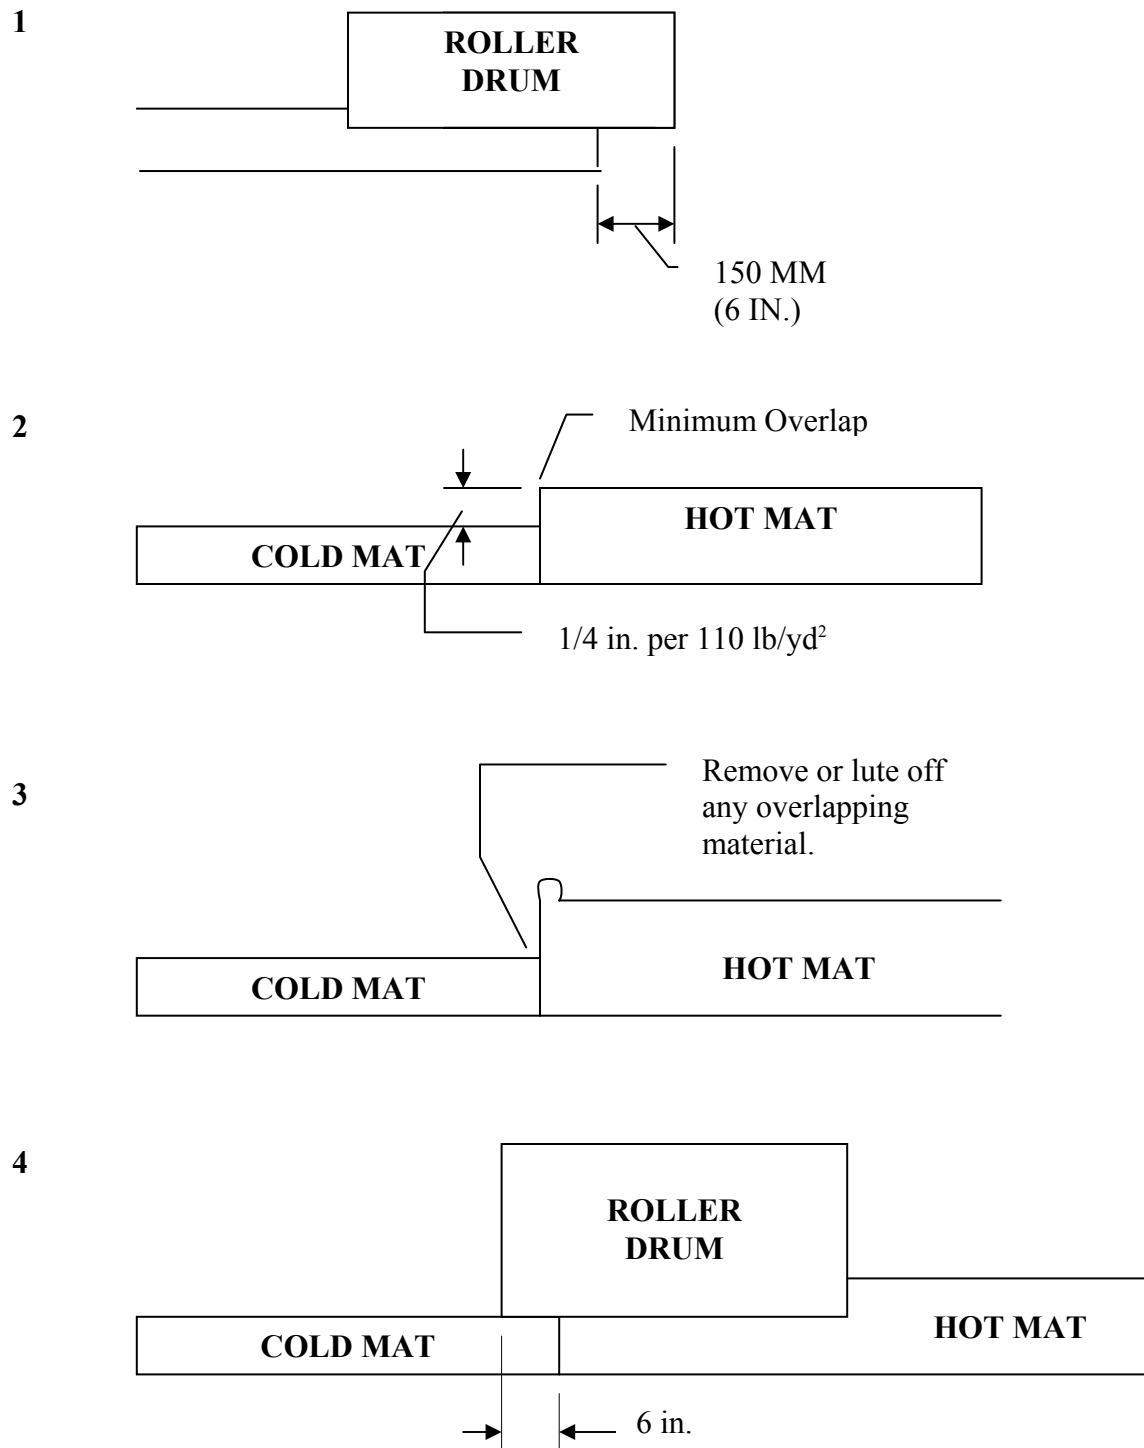 1
ROLLER
DRUM
150 MM
(6 IN.)
2
Minimum Overlap
HOT MAT
COLD MAT
1/4 in. per 110 lb/yd²
3
Remove or lute off
any overlapping
material.
HOT MAT
COLD MAT
4
ROLLER
DRUM
HOT MAT
COLD MAT
6 in.